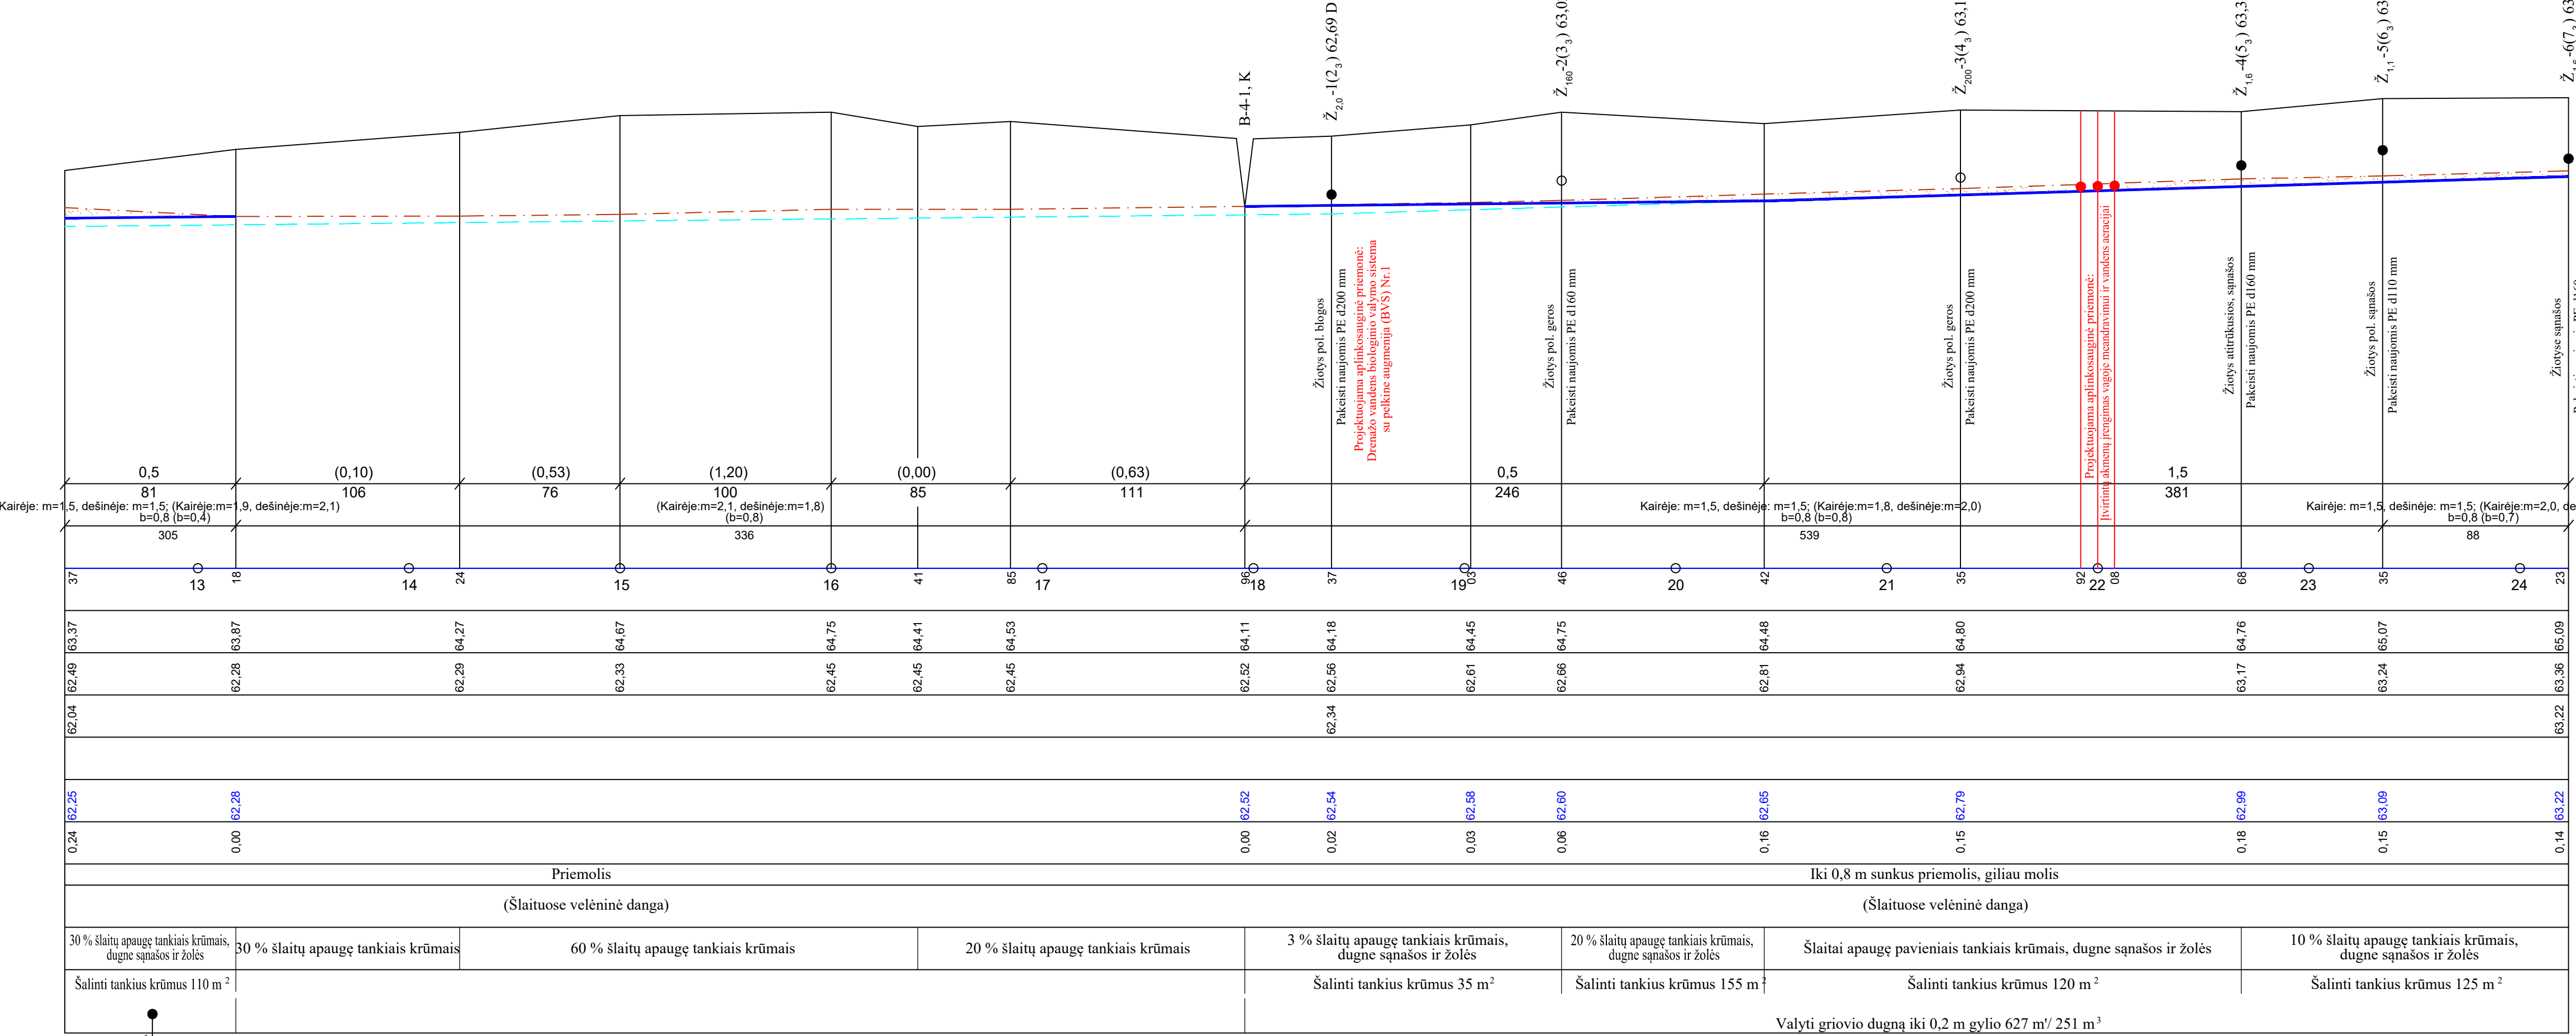 B-4-1, K
Ž2,0-1(2₃) 62,69 D
Ž160-2(3₃) 63,0
Ž200-3(4₃) 63,1
Ž1,6-4(5₃) 63,3
Ž1,1-5(6₃) 63
Žiotys pol. blogos
Pakeisti naujomis PE d200 mm
Projektuojama aplinkosauginė priemonė:
Drenažo vandens biologinio valymo sistema
su pelkine augmenija (BVS) Nr.1
Žiotys pol. geros
Pakeisti naujomis PE d160 mm
Žiotys pol. geros
Pakeisti naujomis PE d200 mm
Projektuojama aplinkosauginė priemonė:
Įtvirtintų akmenų įrengimas vagoje meandravimui ir vandens aeracijai
Žiotys atitrūkusios, sąnašos
Pakeisti naujomis PE d160 mm
Žiotys pol. sąnašos
Pakeisti naujomis PE d110 mm
Žiotyse sąnašos
0,5 (0,10) (0,53) (1,20) (0,00) (0,63) 0,5 1,5
81 106 76 100 85 111 246 381
Kairėje: m=1,5, dešinėje: m=1,5; (Kairėje:m=1,9, dešinėje:m=2,1)
b=0,8 (b=0,4)
(Kairėje:m=2,1, dešinėje:m=1,8)
(b=0,8)
Kairėje: m=1,5, dešinėje: m=1,5; (Kairėje:m=1,8, dešinėje:m=2,0)
b=0,8 (b=0,8)
Kairėje: m=1,5, dešinėje: m=1,5; (Kairėje:m=2,0, de
b=0,8 (b=0,7)
305 336 539 88
37 18 24 41 85 96 37 03 46 42 35 92 08 68 35 23
13 14 15 16 17 18 19 20 21 22 23 24
63,37 63,87 64,27 64,67 64,75 64,41 64,53 64,11 64,18 64,45 64,75 64,48 64,80 64,76 65,07 65,09
62,49 62,28 62,29 62,33 62,45 62,45 62,45 62,52 62,56 62,61 62,66 62,81 62,94 63,17 63,24 63,36
62,04 62,34 63,22
62,25 62,28 62,52 62,54 62,58 62,60 62,65 62,79 62,99 63,09 63,22
0,24 0,00 0,00 0,02 0,03 0,06 0,16 0,15 0,18 0,15 0,14
Priemolis
Iki 0,8 m sunkus priemolis, giliau molis
(Šlaituose velėninė danga)
(Šlaituose velėninė danga)
30 % šlaitų apaugę tankiais krūmais,
dugne sąnašos ir žolės
30 % šlaitų apaugę tankiais krūmais
60 % šlaitų apaugę tankiais krūmais
20 % šlaitų apaugę tankiais krūmais
3 % šlaitų apaugę tankiais krūmais,
dugne sąnašos ir žolės
20 % šlaitų apaugę tankiais krūmais,
dugne sąnašos ir žolės
Šlaitai apaugę pavieniais tankiais krūmais, dugne sąnašos ir žolės
10 % šlaitų apaugę tankiais krūmais,
dugne sąnašos ir žolės
Šalinti tankius krūmus 110 m²
Šalinti tankius krūmus 35 m²
Šalinti tankius krūmus 155 m²
Šalinti tankius krūmus 120 m²
Šalinti tankius krūmus 125 m²
Valyti griovio dugną iki 0,2 m gylio 627 m'/ 251 m³